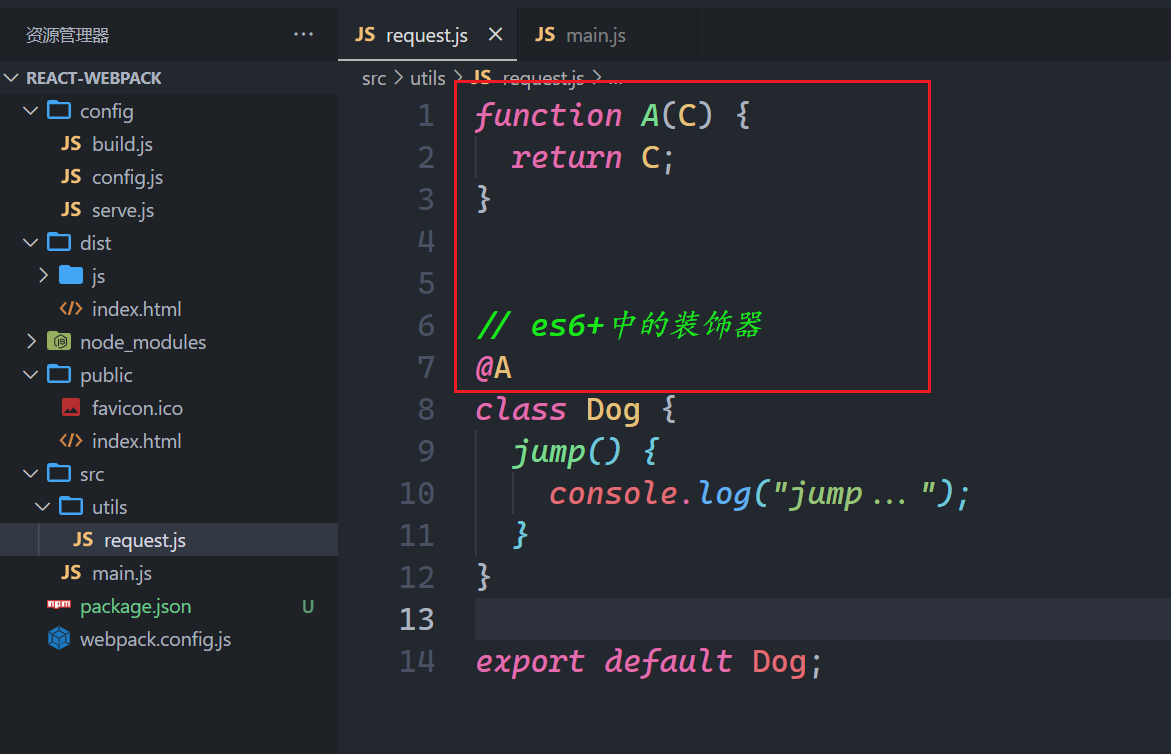 资源管理器 ...
REACT-WEBPACK
config
JS build.js
JS config.js
JS serve.js
dist
js
index.html
node_modules
public
favicon.ico
index.html
src
utils
JS request.js
JS main.js
npm package.json U
webpack.config.js
JS request.js × JS main.js
src > utils > JS request.js > ...
1 function A(C) {
2 return C;
3 }
4
5
6 // es6+中的装饰器
7 @A
8 class Dog {
9 jump() {
10 console.log("jump...");
11 }
12 }
13
14 export default Dog;